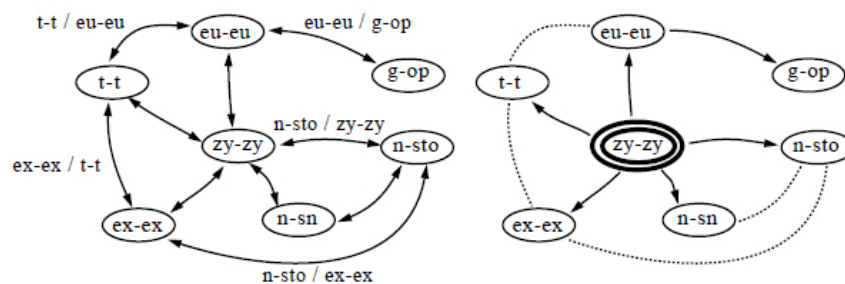 t-t / eu-eu
eu-eu
eu-eu / g-op
g-op
t-t
n-sto / zy-zy
zy-zy
n-sto
ex-ex / t-t
n-sn
ex-ex
n-sto / ex-ex
eu-eu
t-t
g-op
zy-zy
n-sto
n-sn
ex-ex